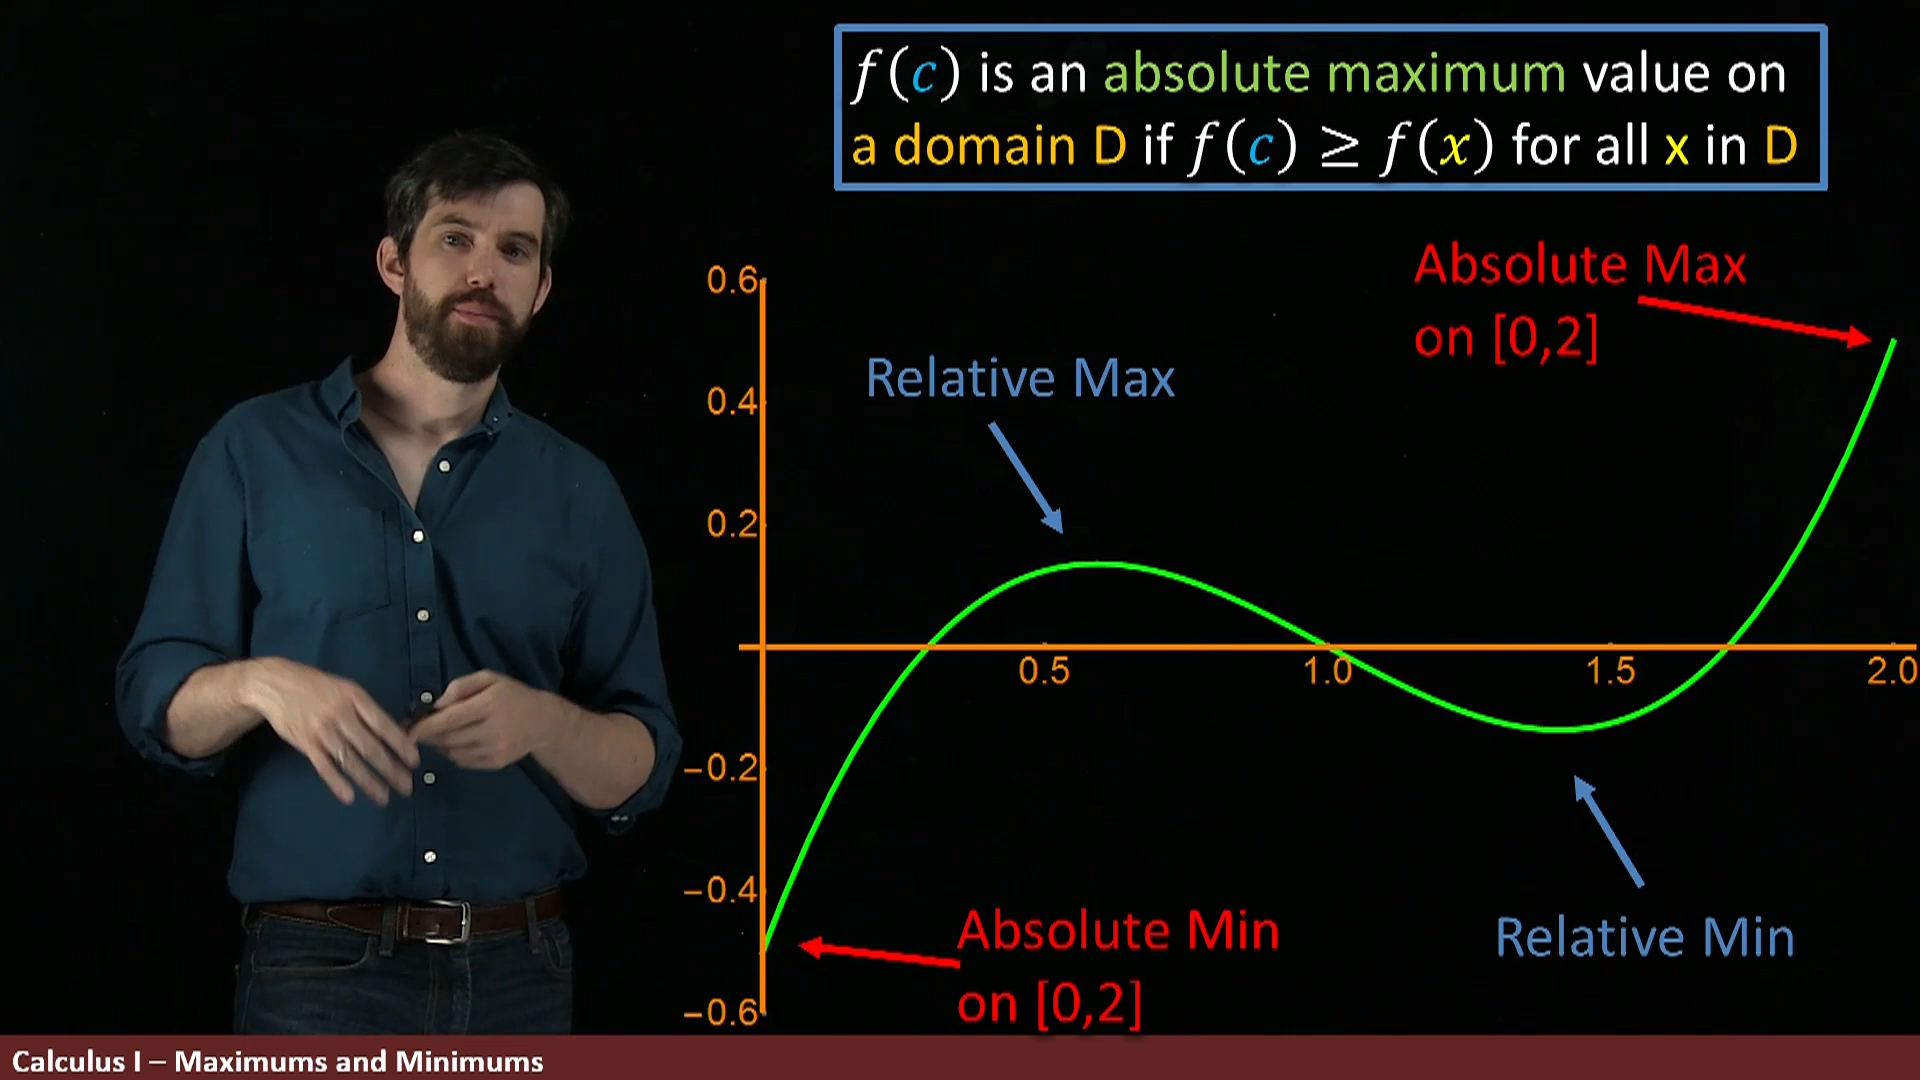 f(c) is an absolute maximum value on
a domain D if f(c) ≥ f(x) for all x in D
Absolute Max
on [0,2]
Relative Max
0.6
0.4
0.2
0.5
1.0
1.5
2.0
−0.2
−0.4
−0.6
Absolute Min
on [0,2]
Relative Min
Calculus I – Maximums and Minimums